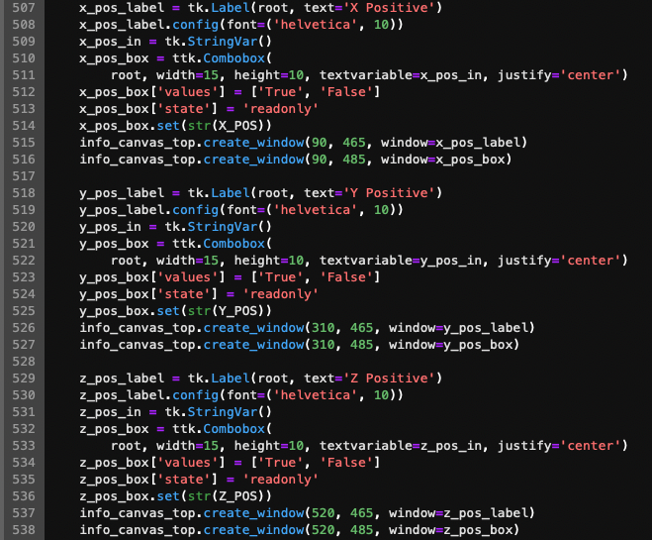 507 x_pos_label = tk.Label(root, text='X Positive')
508 x_pos_label.config(font=('helvetica', 10))
509 x_pos_in = tk.StringVar()
510 x_pos_box = ttk.Combobox(
511 root, width=15, height=10, textvariable=x_pos_in, justify='center')
512 x_pos_box['values'] = ['True', 'False']
513 x_pos_box['state'] = 'readonly'
514 x_pos_box.set(str(X_POS))
515 info_canvas_top.create_window(90, 465, window=x_pos_label)
516 info_canvas_top.create_window(90, 485, window=x_pos_box)
517
518 y_pos_label = tk.Label(root, text='Y Positive')
519 y_pos_label.config(font=('helvetica', 10))
520 y_pos_in = tk.StringVar()
521 y_pos_box = ttk.Combobox(
522 root, width=15, height=10, textvariable=y_pos_in, justify='center')
523 y_pos_box['values'] = ['True', 'False']
524 y_pos_box['state'] = 'readonly'
525 y_pos_box.set(str(Y_POS))
526 info_canvas_top.create_window(310, 465, window=y_pos_label)
527 info_canvas_top.create_window(310, 485, window=y_pos_box)
528
529 z_pos_label = tk.Label(root, text='Z Positive')
530 z_pos_label.config(font=('helvetica', 10))
531 z_pos_in = tk.StringVar()
532 z_pos_box = ttk.Combobox(
533 root, width=15, height=10, textvariable=z_pos_in, justify='center')
534 z_pos_box['values'] = ['True', 'False']
535 z_pos_box['state'] = 'readonly'
536 z_pos_box.set(str(Z_POS))
537 info_canvas_top.create_window(520, 465, window=z_pos_label)
538 info_canvas_top.create_window(520, 485, window=z_pos_box)